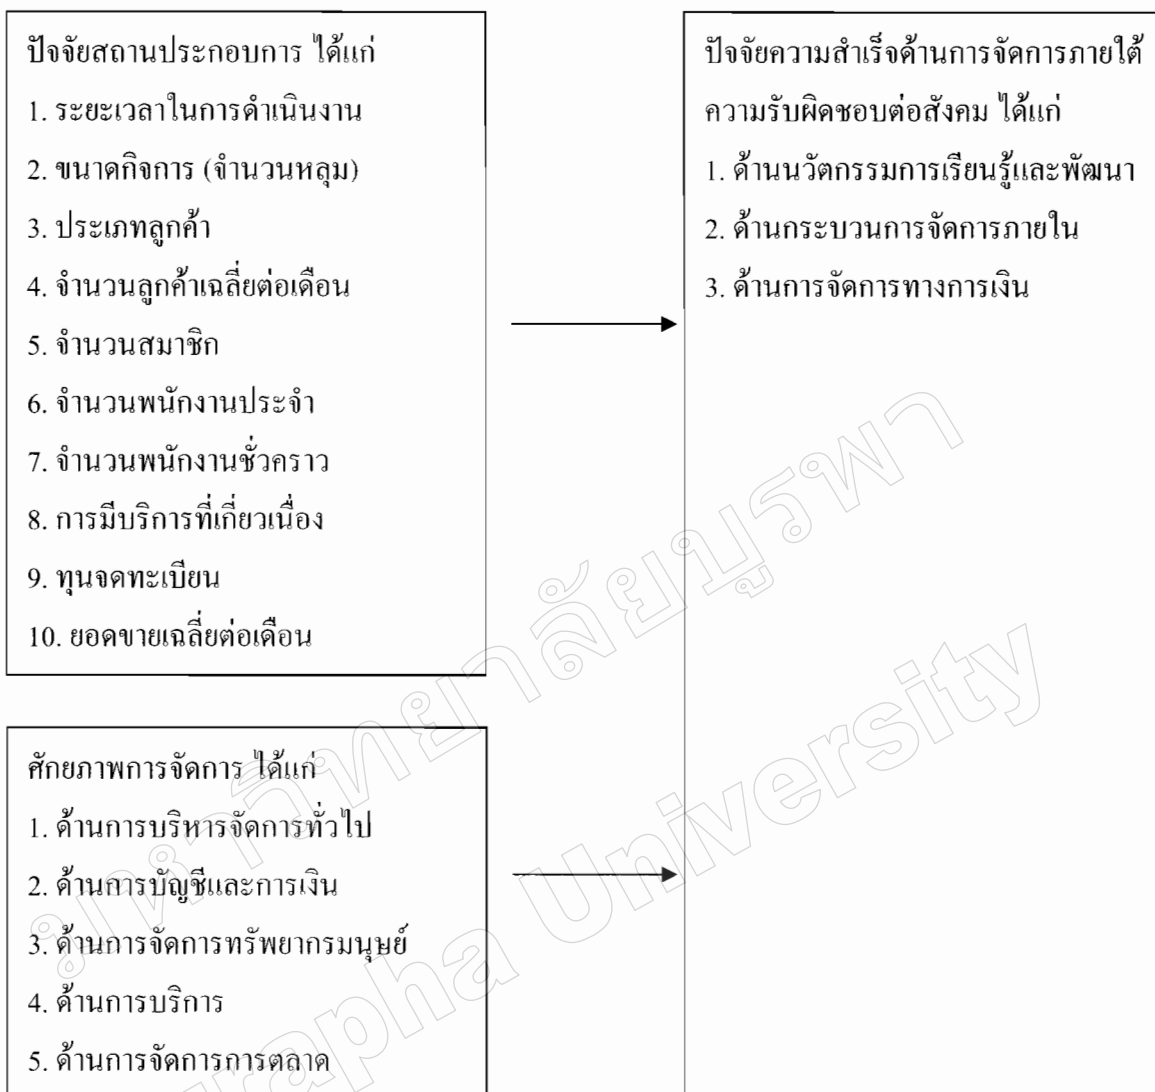 ปัจจัยสถานประกอบการ ได้แก่
1. ระยะเวลาในการดำเนินงาน
2. ขนาดกิจการ (จำนวนหลุม)
3. ประเภทลูกค้า
4. จำนวนลูกค้าเฉลี่ยต่อเดือน
5. จำนวนสมาชิก
6. จำนวนพนักงานประจำ
7. จำนวนพนักงานชั่วคราว
8. การมีบริการที่เกี่ยวเนื่อง
9. ทุนจดทะเบียน
10. ยอดขายเฉลี่ยต่อเดือน
ศักยภาพการจัดการ ได้แก่
1. ด้านการบริหารจัดการทั่วไป
2. ด้านการบัญชีและการเงิน
3. ด้านการจัดการทรัพยากรมนุษย์
4. ด้านการบริการ
5. ด้านการจัดการการตลาด
ปัจจัยความสำเร็จด้านการจัดการภายใต้
ความรับผิดชอบต่อสังคม ได้แก่
1. ด้านนวัตกรรมการเรียนรู้และพัฒนา
2. ด้านกระบวนการจัดการภายใน
3. ด้านการจัดการทางการเงิน
มหาวิทยาลัยบูรพา
University